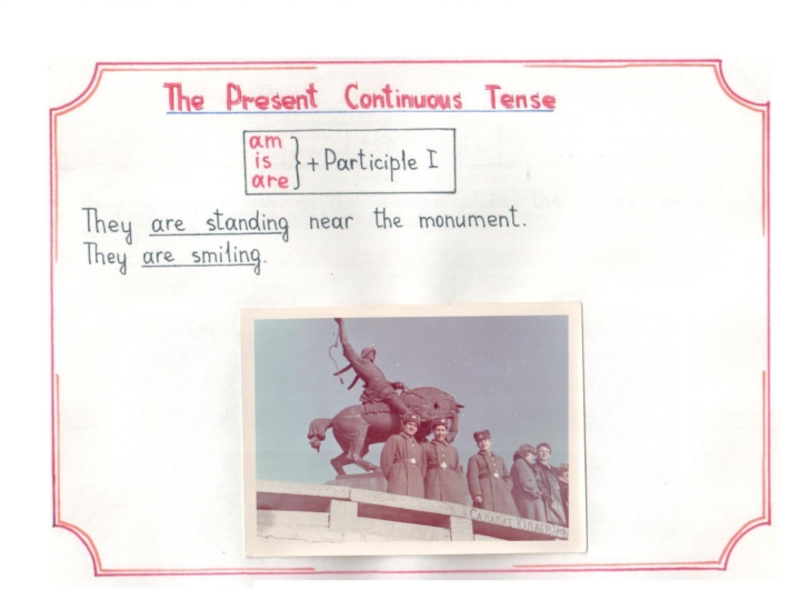 The Present Continuous Tense
am
is
are
+ Participle I
They are standing near the monument.
They are smiling.
САЛАВАТ ЮЛАЕВ